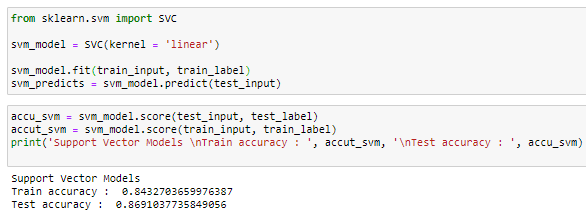 from sklearn.svm import SVC
svm_model = SVC(kernel = 'linear')
svm_model.fit(train_input, train_label)
svm_predicts = svm_model.predict(test_input)
accu_svm = svm_model.score(test_input, test_label)
accut_svm = svm_model.score(train_input, train_label)
print('Support Vector Models \nTrain accuracy : ', accut_svm, '\nTest accuracy : ', accu_svm)
Support Vector Models
Train accuracy :  0.8432703659976387
Test accuracy :  0.8691037735849056